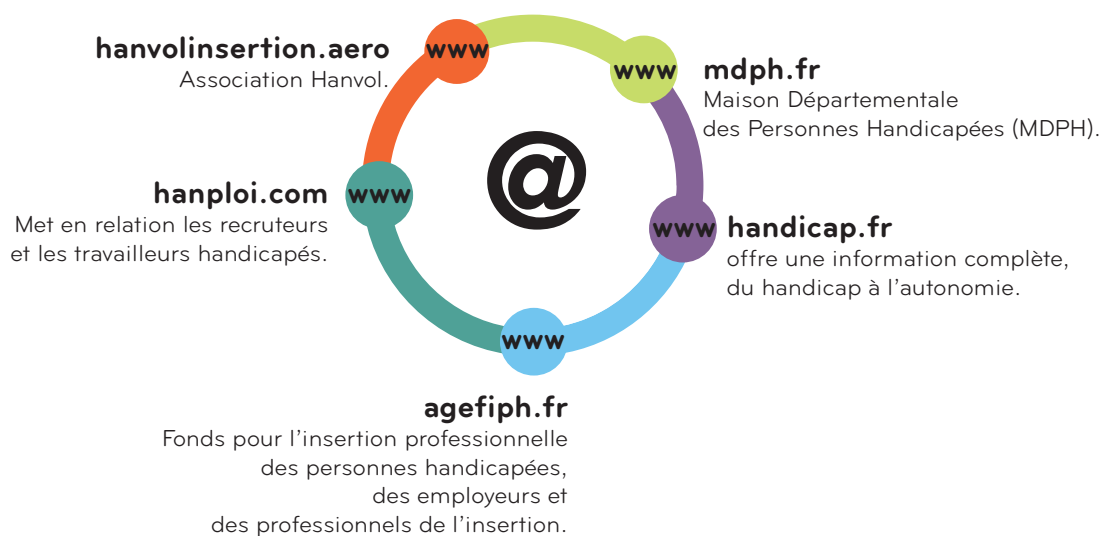 www
hanvolinsertion.aero
Association Hanvol.
www
mdph.fr
Maison Départementale
des Personnes Handicapées (MDPH).
@
www
hanploi.com
Met en relation les recruteurs
et les travailleurs handicapés.
www
handicap.fr
offre une information complète,
du handicap à l'autonomie.
www
agefiph.fr
Fonds pour l'insertion professionnelle
des personnes handicapées,
des employeurs et
des professionnels de l'insertion.